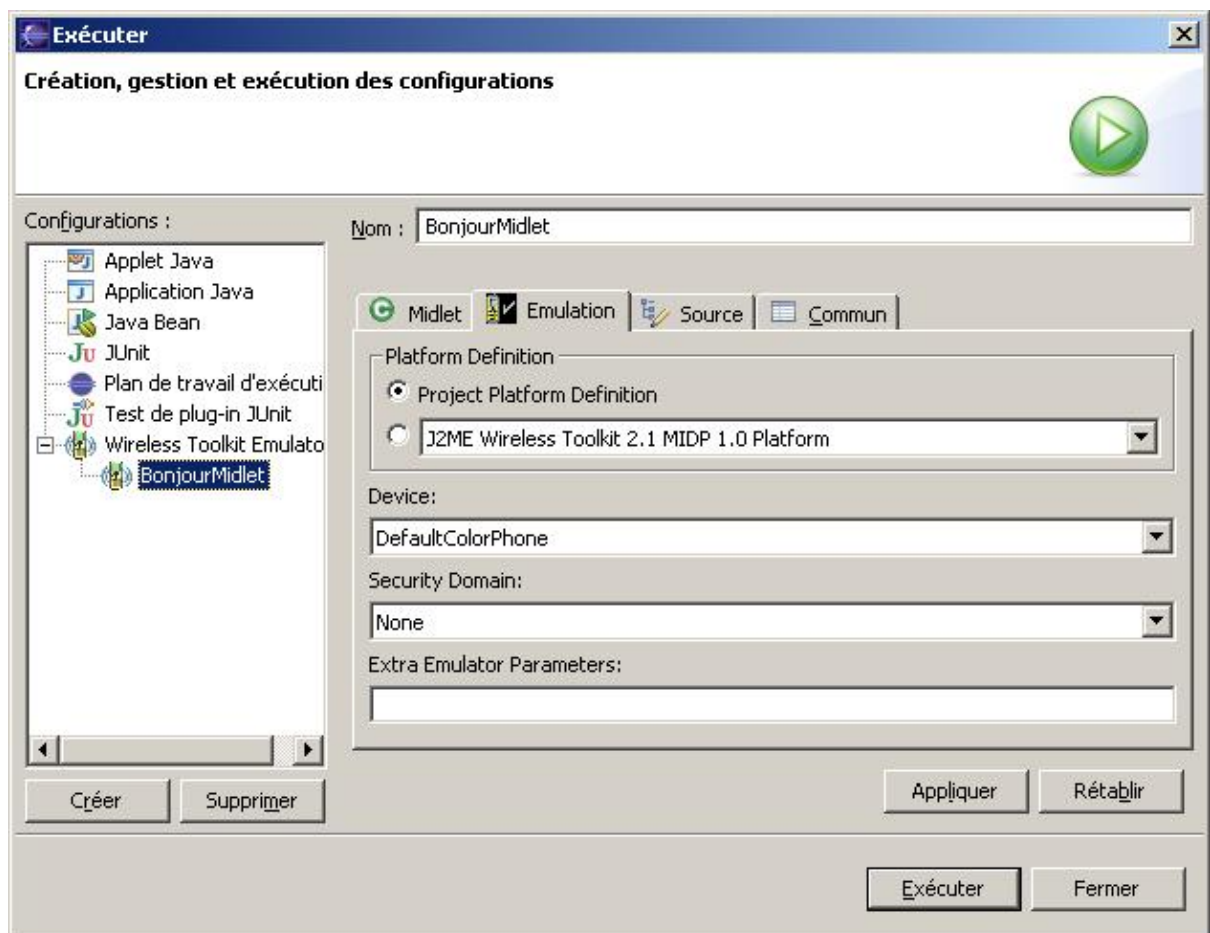 Exécuter
Création, gestion et exécution des configurations
Configurations :
Applet Java
Application Java
Java Bean
JUnit
Plan de travail d'exécuti
Test de plug-in JUnit
Wireless Toolkit Emulato
BonjourMidlet
Créer
Supprimer
Nom :
BonjourMidlet
Midlet
Emulation
Source
Commun
Platform Definition
Project Platform Definition
J2ME Wireless Toolkit 2.1 MIDP 1.0 Platform
Device:
DefaultColorPhone
Security Domain:
None
Extra Emulator Parameters:
Appliquer
Rétablir
Exécuter
Fermer